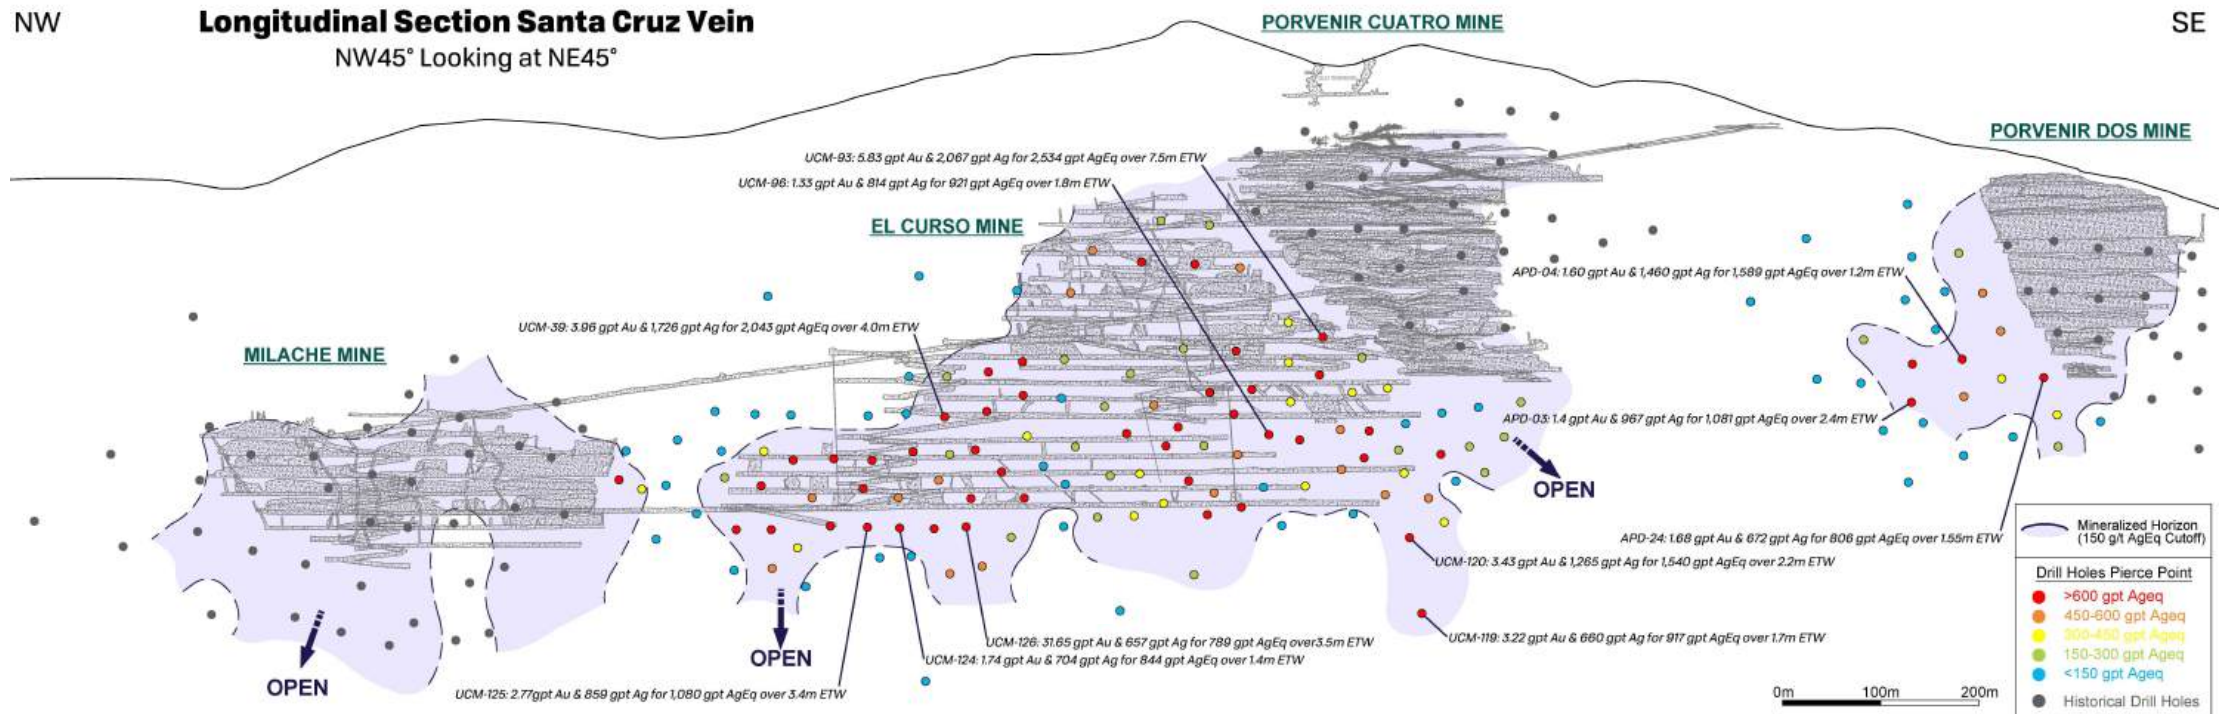 NW
Longitudinal Section Santa Cruz Vein
NW45° Looking at NE45°
PORVENIR CUATRO MINE
SE
PORVENIR DOS MINE
UCM-93: 5.83 gpt Au & 2,067 gpt Ag for 2,534 gpt AgEq over 7.5m ETW
UCM-96: 1.33 gpt Au & 814 gpt Ag for 921 gpt AgEq over 1.8m ETW
EL CURSO MINE
APD-04: 1.60 gpt Au & 1,460 gpt Ag for 1,589 gpt AgEq over 1.2m ETW
UCM-39: 3.96 gpt Au & 1,726 gpt Ag for 2,043 gpt AgEq over 4.0m ETW
MILACHE MINE
APD-03: 1.4 gpt Au & 967 gpt Ag for 1,081 gpt AgEq over 2.4m ETW
OPEN
APD-24: 1.68 gpt Au & 672 gpt Ag for 806 gpt AgEq over 1.55m ETW
UCM-120: 3.43 gpt Au & 1,265 gpt Ag for 1,540 gpt AgEq over 2.2m ETW
UCM-119: 3.22 gpt Au & 660 gpt Ag for 917 gpt AgEq over 1.7m ETW
UCM-126: 31.65 gpt Au & 657 gpt Ag for 789 gpt AgEq over3.5m ETW
OPEN
UCM-124: 1.74 gpt Au & 704 gpt Ag for 844 gpt AgEq over 1.4m ETW
OPEN
UCM-125: 2.77gpt Au & 859 gpt Ag for 1,080 gpt AgEq over 3.4m ETW
Mineralized Horizon
(150 g/t AgEq Cutoff)
Drill Holes Pierce Point
>600 gpt Ageq
450-600 gpt Ageq
300-450 gpt Ageq
150-300 gpt Ageq
<150 gpt Ageq
Historical Drill Holes
0m 100m 200m